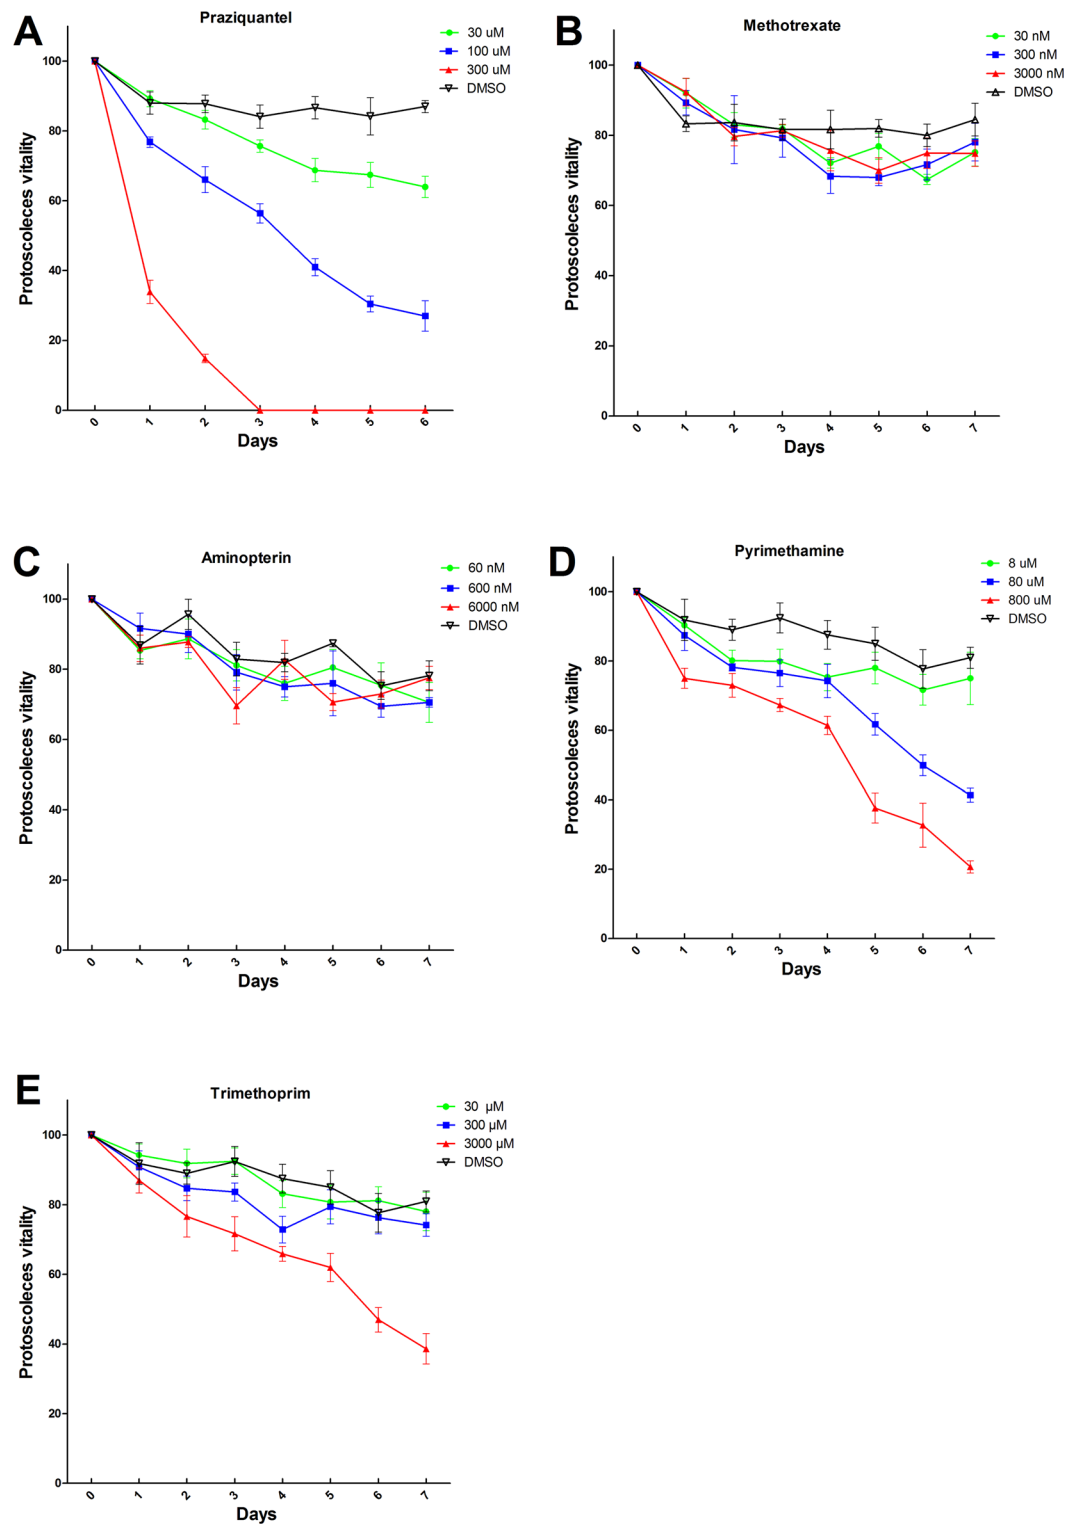 A
Praziquantel
30 uM
100 uM
300 uM
DMSO
Protoscoleces vitality
100
80
60
40
20
0
0 1 2 3 4 5 6
Days
B
Methotrexate
30 nM
300 nM
3000 nM
DMSO
Protoscoleces vitality
100
80
60
40
20
0
0 1 2 3 4 5 6 7
Days
C
Aminopterin
60 nM
600 nM
6000 nM
DMSO
Protoscoleces vitality
100
80
60
40
20
0
0 1 2 3 4 5 6 7
Days
D
Pyrimethamine
8 uM
80 uM
800 uM
DMSO
Protoscoleces vitality
100
80
60
40
20
0
0 1 2 3 4 5 6 7
Days
E
Trimethoprim
30 µM
300 µM
3000 µM
DMSO
Protoscoleces vitality
100
80
60
40
20
0
0 1 2 3 4 5 6 7
Days